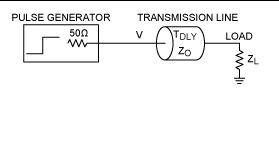 PULSE GENERATOR TRANSMISSION LINE
50Ω V TDLY LOAD
ZO ZL